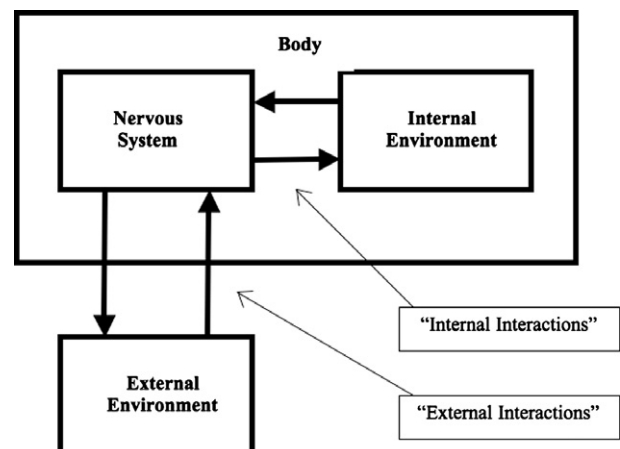 Body
Nervous
System
Internal
Environment
“Internal Interactions”
External
Environment
“External Interactions”